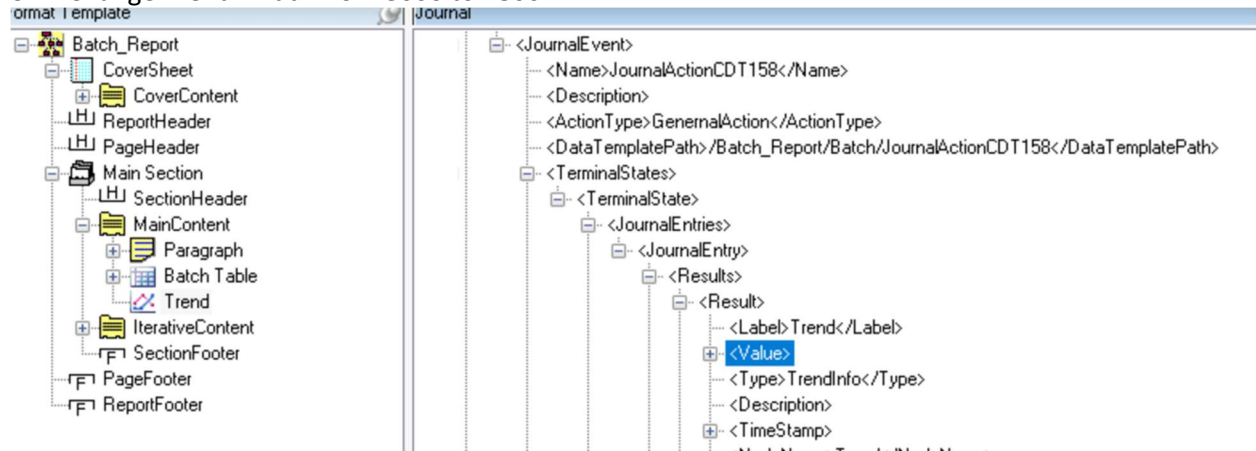 ormat Template
Batch_Report
CoverSheet
CoverContent
ReportHeader
PageHeader
Main Section
SectionHeader
MainContent
Paragraph
Batch Table
Trend
IterativeContent
SectionFooter
PageFooter
ReportFooter
Journal
<JournalEvent>
<Name>JournalActionCDT158</Name>
<Description>
<ActionType>GenernalAction</ActionType>
<DataTemplatePath>/Batch_Report/Batch/JournalActionCDT158</DataTemplatePath>
<TerminalStates>
<TerminalState>
<JournalEntries>
<JournalEntry>
<Results>
<Result>
<Label>Trend</Label>
<Value>
<Type>TrendInfo</Type>
<Description>
<TimeStamp>